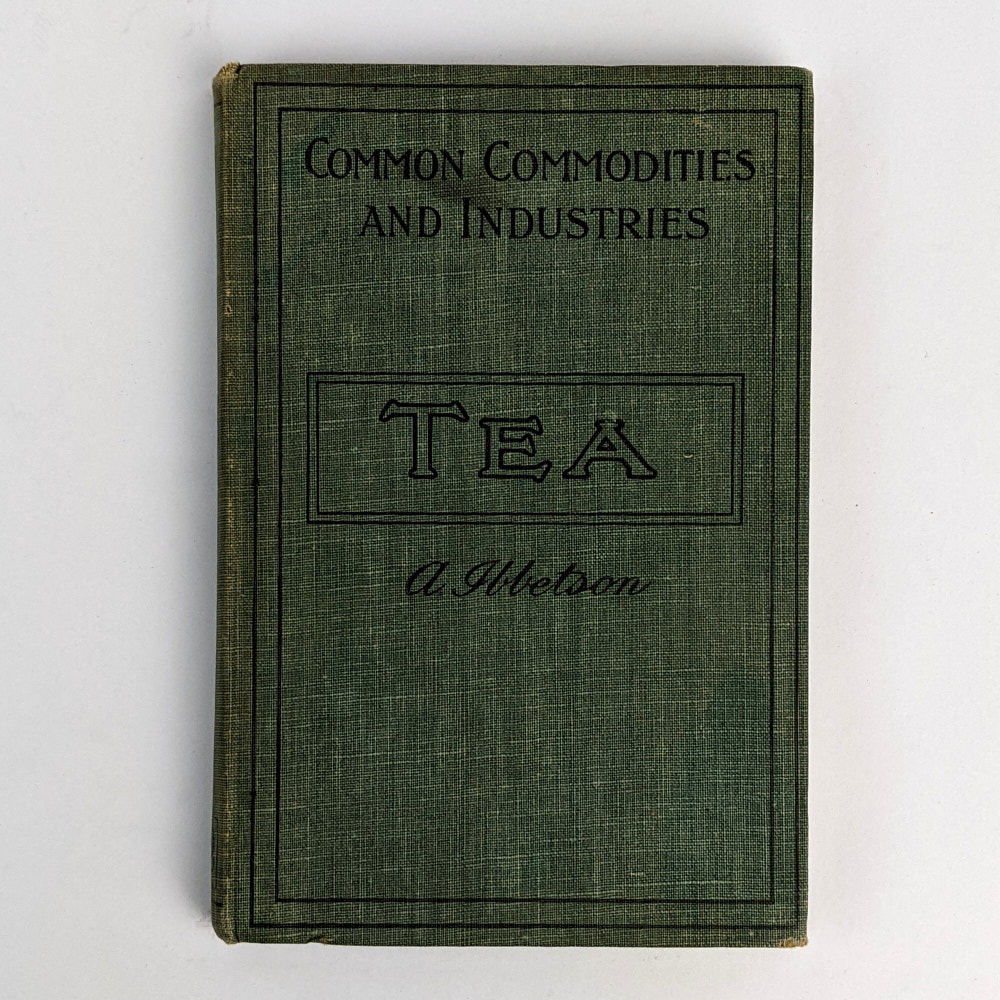 Common Commodities
and Industries
Tea
A. Ibbetson